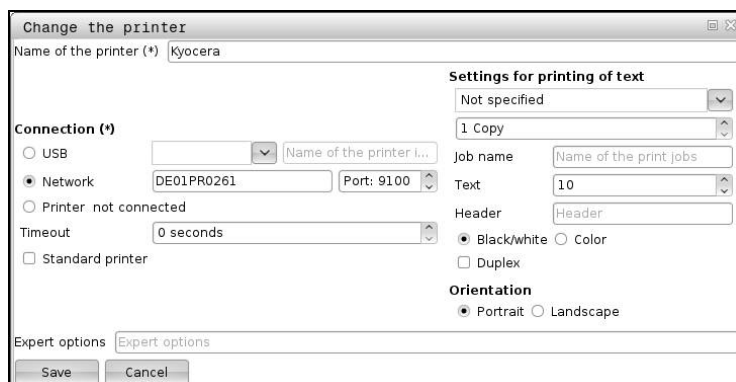 Change the printer
Name of the printer (*) Kyocera
Settings for printing of text
Not specified
1 Copy
Connection (*)
USB Name of the printer i...
Job name Name of the print jobs
Network DE01PR0261 Port: 9100
Text 10
Printer not connected
Header Header
Timeout 0 seconds
Black/white Color
Standard printer
Duplex
Orientation
Portrait Landscape
Expert options Expert options
Save Cancel